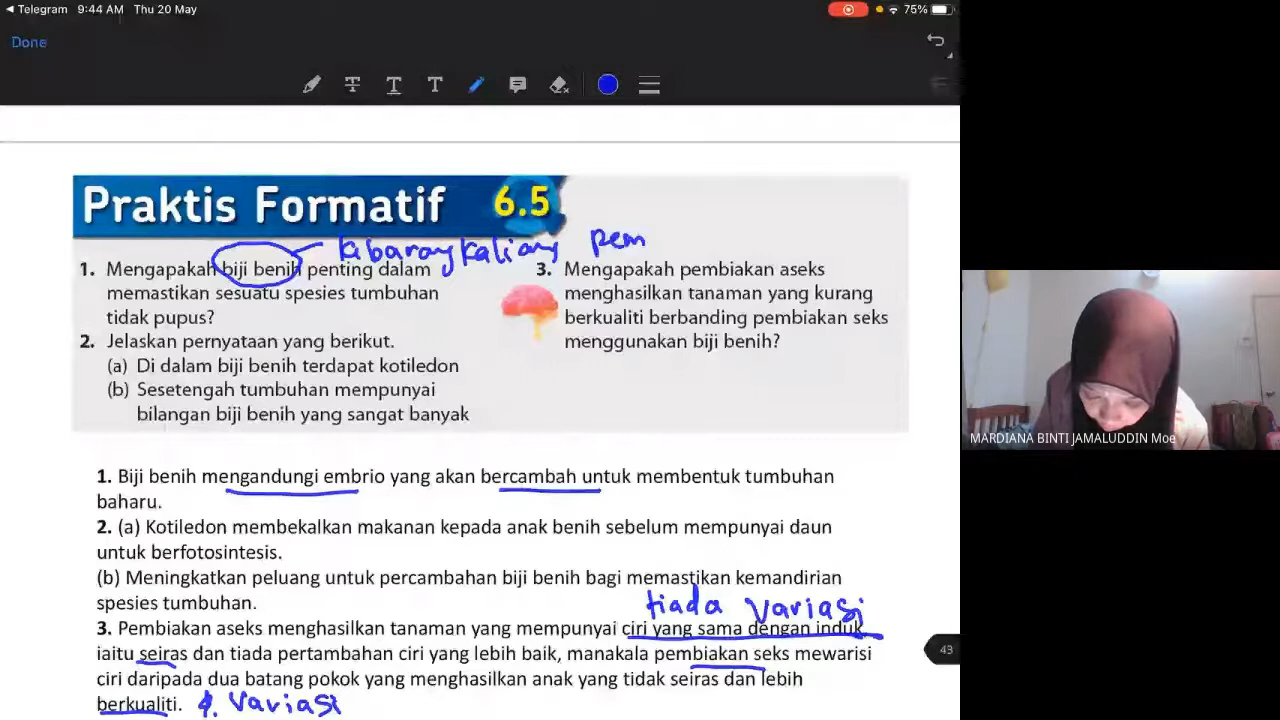 Telegram 9:44 AM Thu 20 May 75%
Done
Praktis Formatif 6.5
kebarangkalian pem
1. Mengapakah biji benih penting dalam
memastikan sesuatu spesies tumbuhan
tidak pupus?
2. Jelaskan pernyataan yang berikut.
(a) Di dalam biji benih terdapat kotiledon
(b) Sesetengah tumbuhan mempunyai
bilangan biji benih yang sangat banyak
3. Mengapakah pembiakan aseks
menghasilkan tanaman yang kurang
berkualiti berbanding pembiakan seks
menggunakan biji benih?
1. Biji benih mengandungi embrio yang akan bercambah untuk membentuk tumbuhan
baharu.
2. (a) Kotiledon membekalkan makanan kepada anak benih sebelum mempunyai daun
untuk berfotosintesis.
(b) Meningkatkan peluang untuk percambahan biji benih bagi memastikan kemandirian
spesies tumbuhan.
tiada variasi
3. Pembiakan aseks menghasilkan tanaman yang mempunyai ciri yang sama dengan induk
iaitu seiras dan tiada pertambahan ciri yang lebih baik, manakala pembiakan seks mewarisi
ciri daripada dua batang pokok yang menghasilkan anak yang tidak seiras dan lebih
berkualiti. variasi
43
MARDIANA BINTI JAMALUDDIN Moe